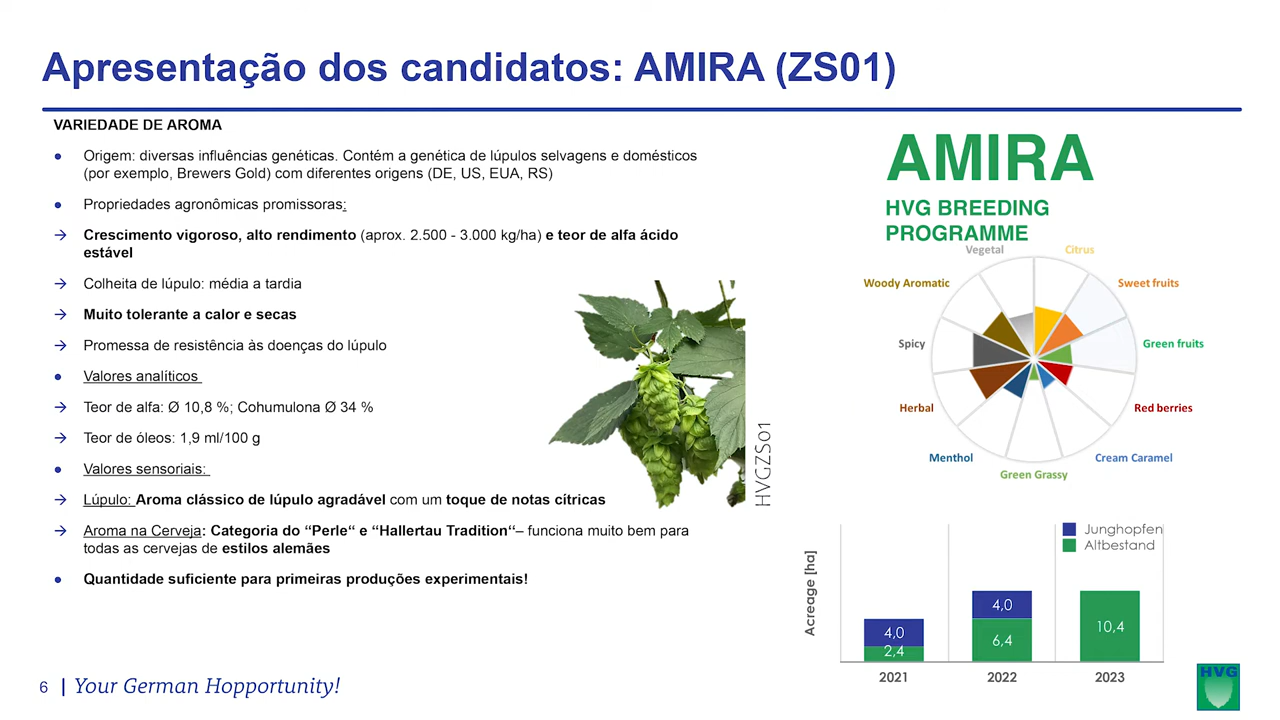 Apresentação dos candidatos: AMIRA (ZS01)
VARIEDADE DE AROMA
● Origem: diversas influências genéticas. Contém a genética de lúpulos selvagens e domésticos
(por exemplo, Brewers Gold) com diferentes origens (DE, US, EUA, RS)
● Propriedades agronômicas promissoras:
→ Crescimento vigoroso, alto rendimento (aprox. 2.500 - 3.000 kg/ha) e teor de alfa ácido
estável
→ Colheita de lúpulo: média a tardia
→ Muito tolerante a calor e secas
→ Promessa de resistência às doenças do lúpulo
● Valores analíticos
→ Teor de alfa: Ø 10,8 %; Cohumulona Ø 34 %
→ Teor de óleos: 1,9 ml/100 g
● Valores sensoriais:
→ Lúpulo: Aroma clássico de lúpulo agradável com um toque de notas cítricas
→ Aroma na Cerveja: Categoria do “Perle“ e “Hallertau Tradition“– funciona muito bem para
todas as cervejas de estilos alemães
● Quantidade suficiente para primeiras produções experimentais!
HVGZS01
AMIRA
HVG BREEDING
PROGRAMME
Vegetal
Citrus
Woody Aromatic
Sweet fruits
Spicy
Green fruits
Herbal
Red berries
Menthol
Cream Caramel
Green Grassy
Junghopfen
Altbestand
Acreage [ha]
4,0
2,4
4,0
6,4
10,4
2021
2022
2023
6 | Your German Hopportunity!
HVG